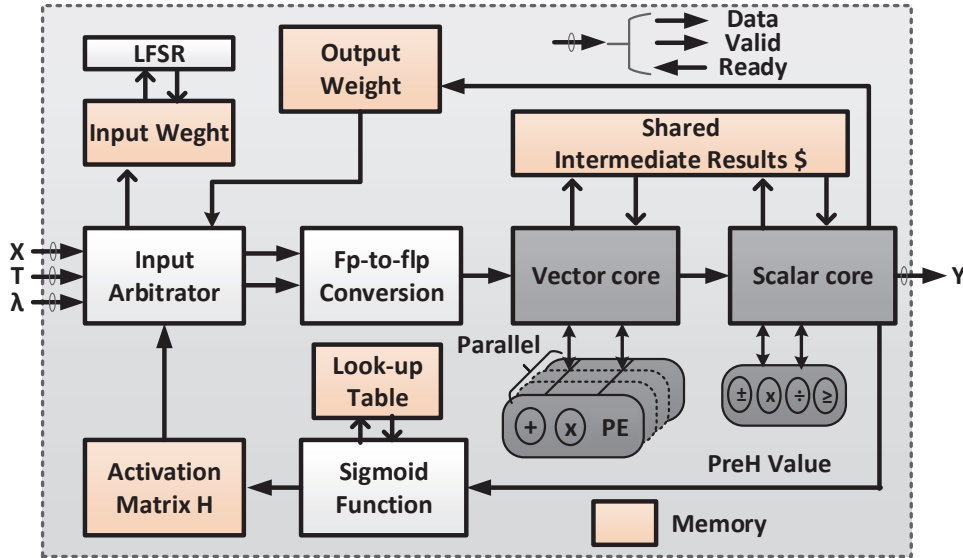 LFSR
Output
Weight
Data
Valid
Ready
Input Weght
Shared
Intermediate Results $
X
T
λ
Input
Arbitrator
Fp-to-flp
Conversion
Vector core
Scalar core
Y
Parallel
Look-up
Table
+ x PE
± x ÷ ≥
Activation
Matrix H
Sigmoid
Function
PreH Value
Memory